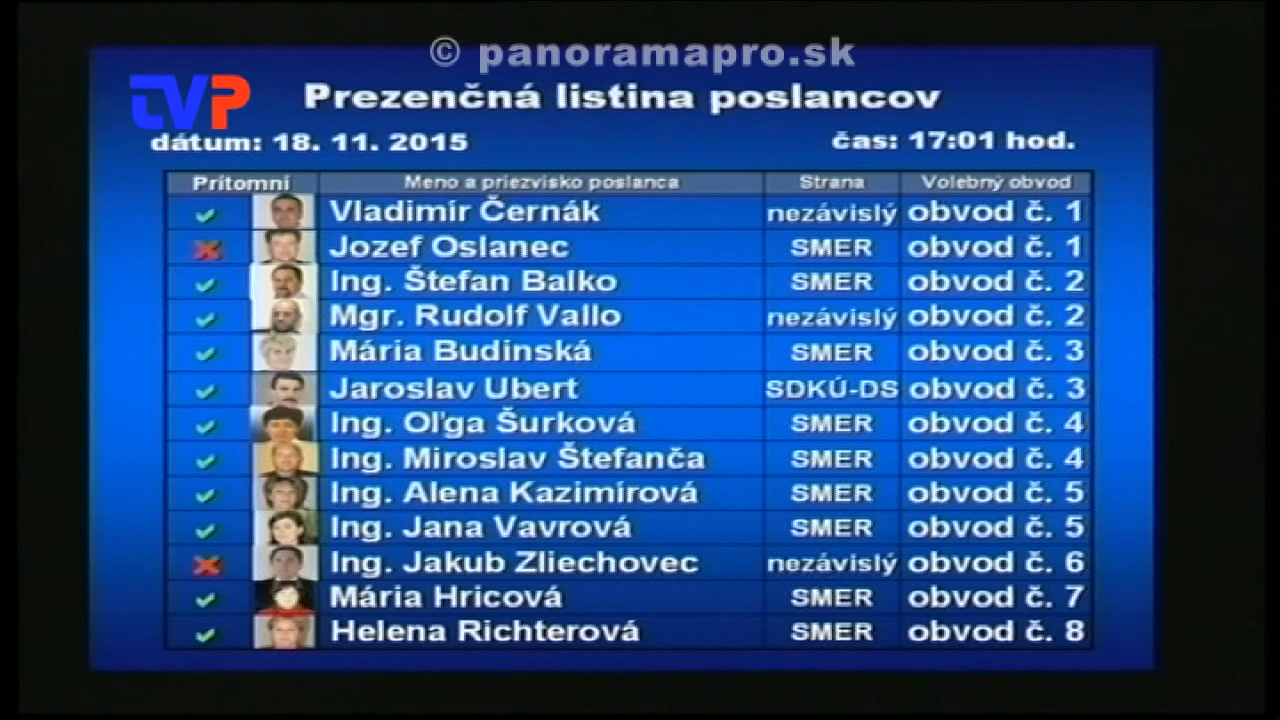 © panoramapro.sk
TVP
Prezenčná listina poslancov
dátum: 18. 11. 2015 čas: 17:01 hod.
Prítomní Meno a priezvisko poslanca Strana Volebný obvod
Vladimír Černák nezávislý obvod č. 1
Jozef Oslanec SMER obvod č. 1
Ing. Štefan Balko SMER obvod č. 2
Mgr. Rudolf Vallo nezávislý obvod č. 2
Mária Budinská SMER obvod č. 3
Jaroslav Ubert SDKÚ-DS obvod č. 3
Ing. Oľga Šurková SMER obvod č. 4
Ing. Miroslav Štefanča SMER obvod č. 4
Ing. Alena Kazimírová SMER obvod č. 5
Ing. Jana Vavrová SMER obvod č. 5
Ing. Jakub Zliechovec nezávislý obvod č. 6
Mária Hricová SMER obvod č. 7
Helena Richterová SMER obvod č. 8